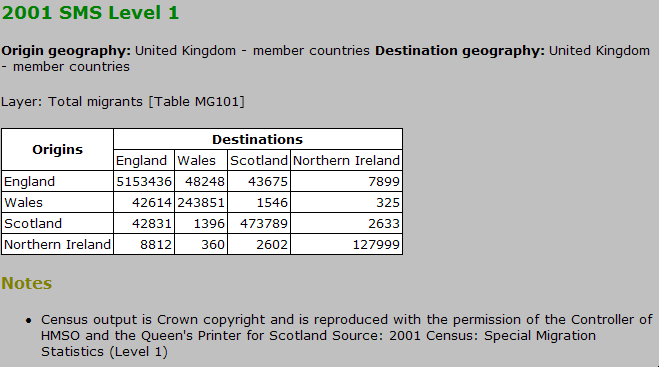 2001 SMS Level 1
Origin geography: United Kingdom - member countries Destination geography: United Kingdom
- member countries
Layer: Total migrants [Table MG101]
Origins Destinations
England Wales Scotland Northern Ireland
England 5153436 48248 43675 7899
Wales 42614 243851 1546 325
Scotland 42831 1396 473789 2633
Northern Ireland 8812 360 2602 127999
Notes
• Census output is Crown copyright and is reproduced with the permission of the Controller of
HMSO and the Queen's Printer for Scotland Source: 2001 Census: Special Migration
Statistics (Level 1)